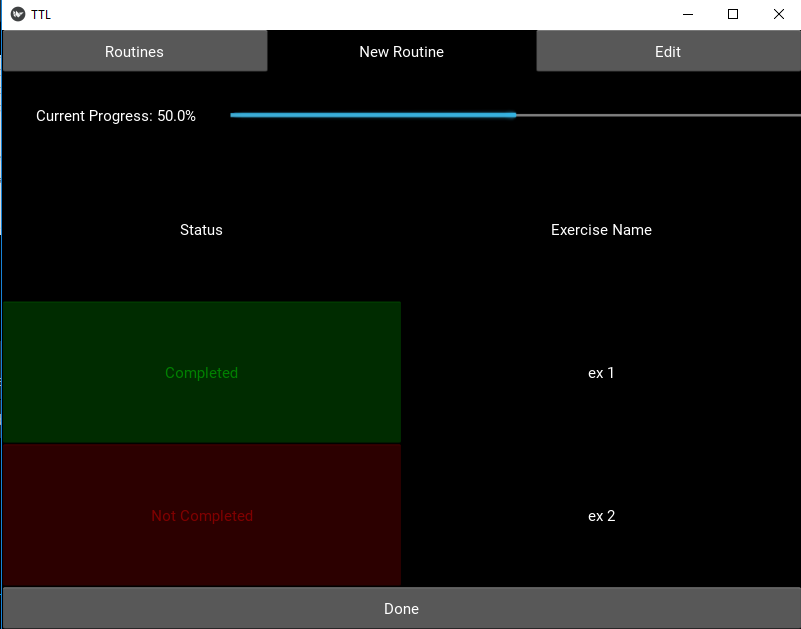 TTL
Routines
New Routine
Edit
Current Progress: 50.0%
Status
Exercise Name
Completed
ex 1
Not Completed
ex 2
Done